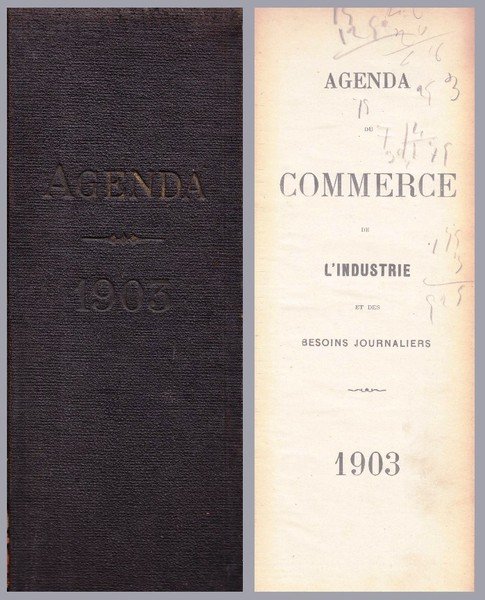 AGENDA
1903
AGENDA
DU
COMMERCE
DE
L'INDUSTRIE
ET DES
BESOINS JOURNALIERS
1903